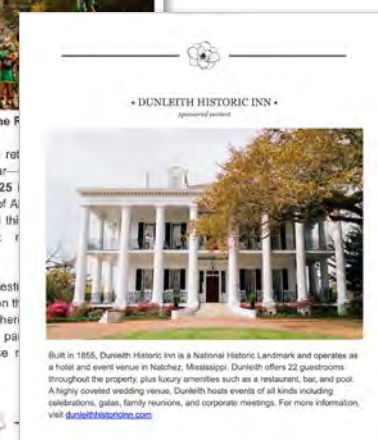 • DUNLEITH HISTORIC INN •
sponsored content
Built in 1855, Dunleith Historic Inn is a National Historic Landmark and operates as
a hotel and event venue in Natchez, Mississippi. Dunleith offers 22 guestrooms
throughout the property, plus luxury amenities such as a restaurant, bar, and pool.
A highly coveted wedding venue, Dunleith hosts events of all kinds including
celebrations, galas, family reunions, and corporate meetings. For more information,
visit dunleithhistoricinn.com